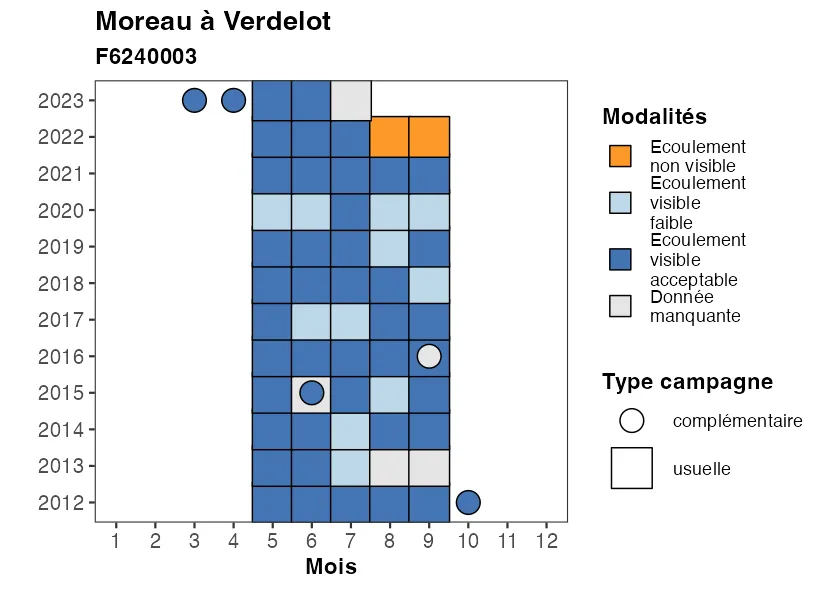 Moreau à Verdelot
F6240003
2023
2022
2021
2020
2019
2018
2017
2016
2015
2014
2013
2012
1 2 3 4 5 6 7 8 9 10 11 12
Mois
Modalités
Ecoulement
non visible
Ecoulement
visible
faible
Ecoulement
visible
acceptable
Donnée
manquante
Type campagne
complémentaire
usuelle